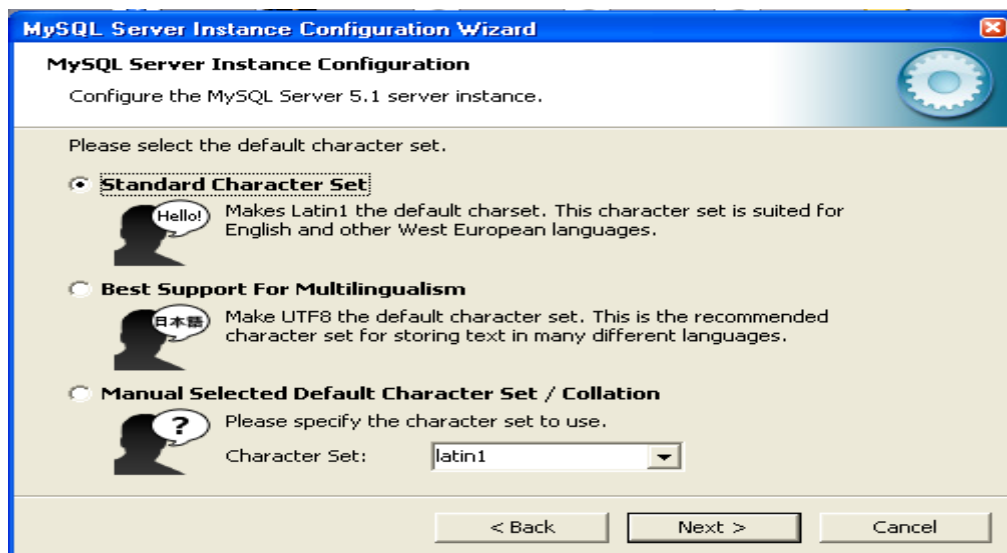 MySQL Server Instance Configuration Wizard
MySQL Server Instance Configuration
Configure the MySQL Server 5.1 server instance.
Please select the default character set.
Standard Character Set
Hello!
Makes Latin1 the default charset. This character set is suited for
English and other West European languages.
Best Support For Multilingualism
日本語
Make UTF8 the default character set. This is the recommended
character set for storing text in many different languages.
Manual Selected Default Character Set / Collation
?
Please specify the character set to use.
Character Set: latin1
< Back Next > Cancel